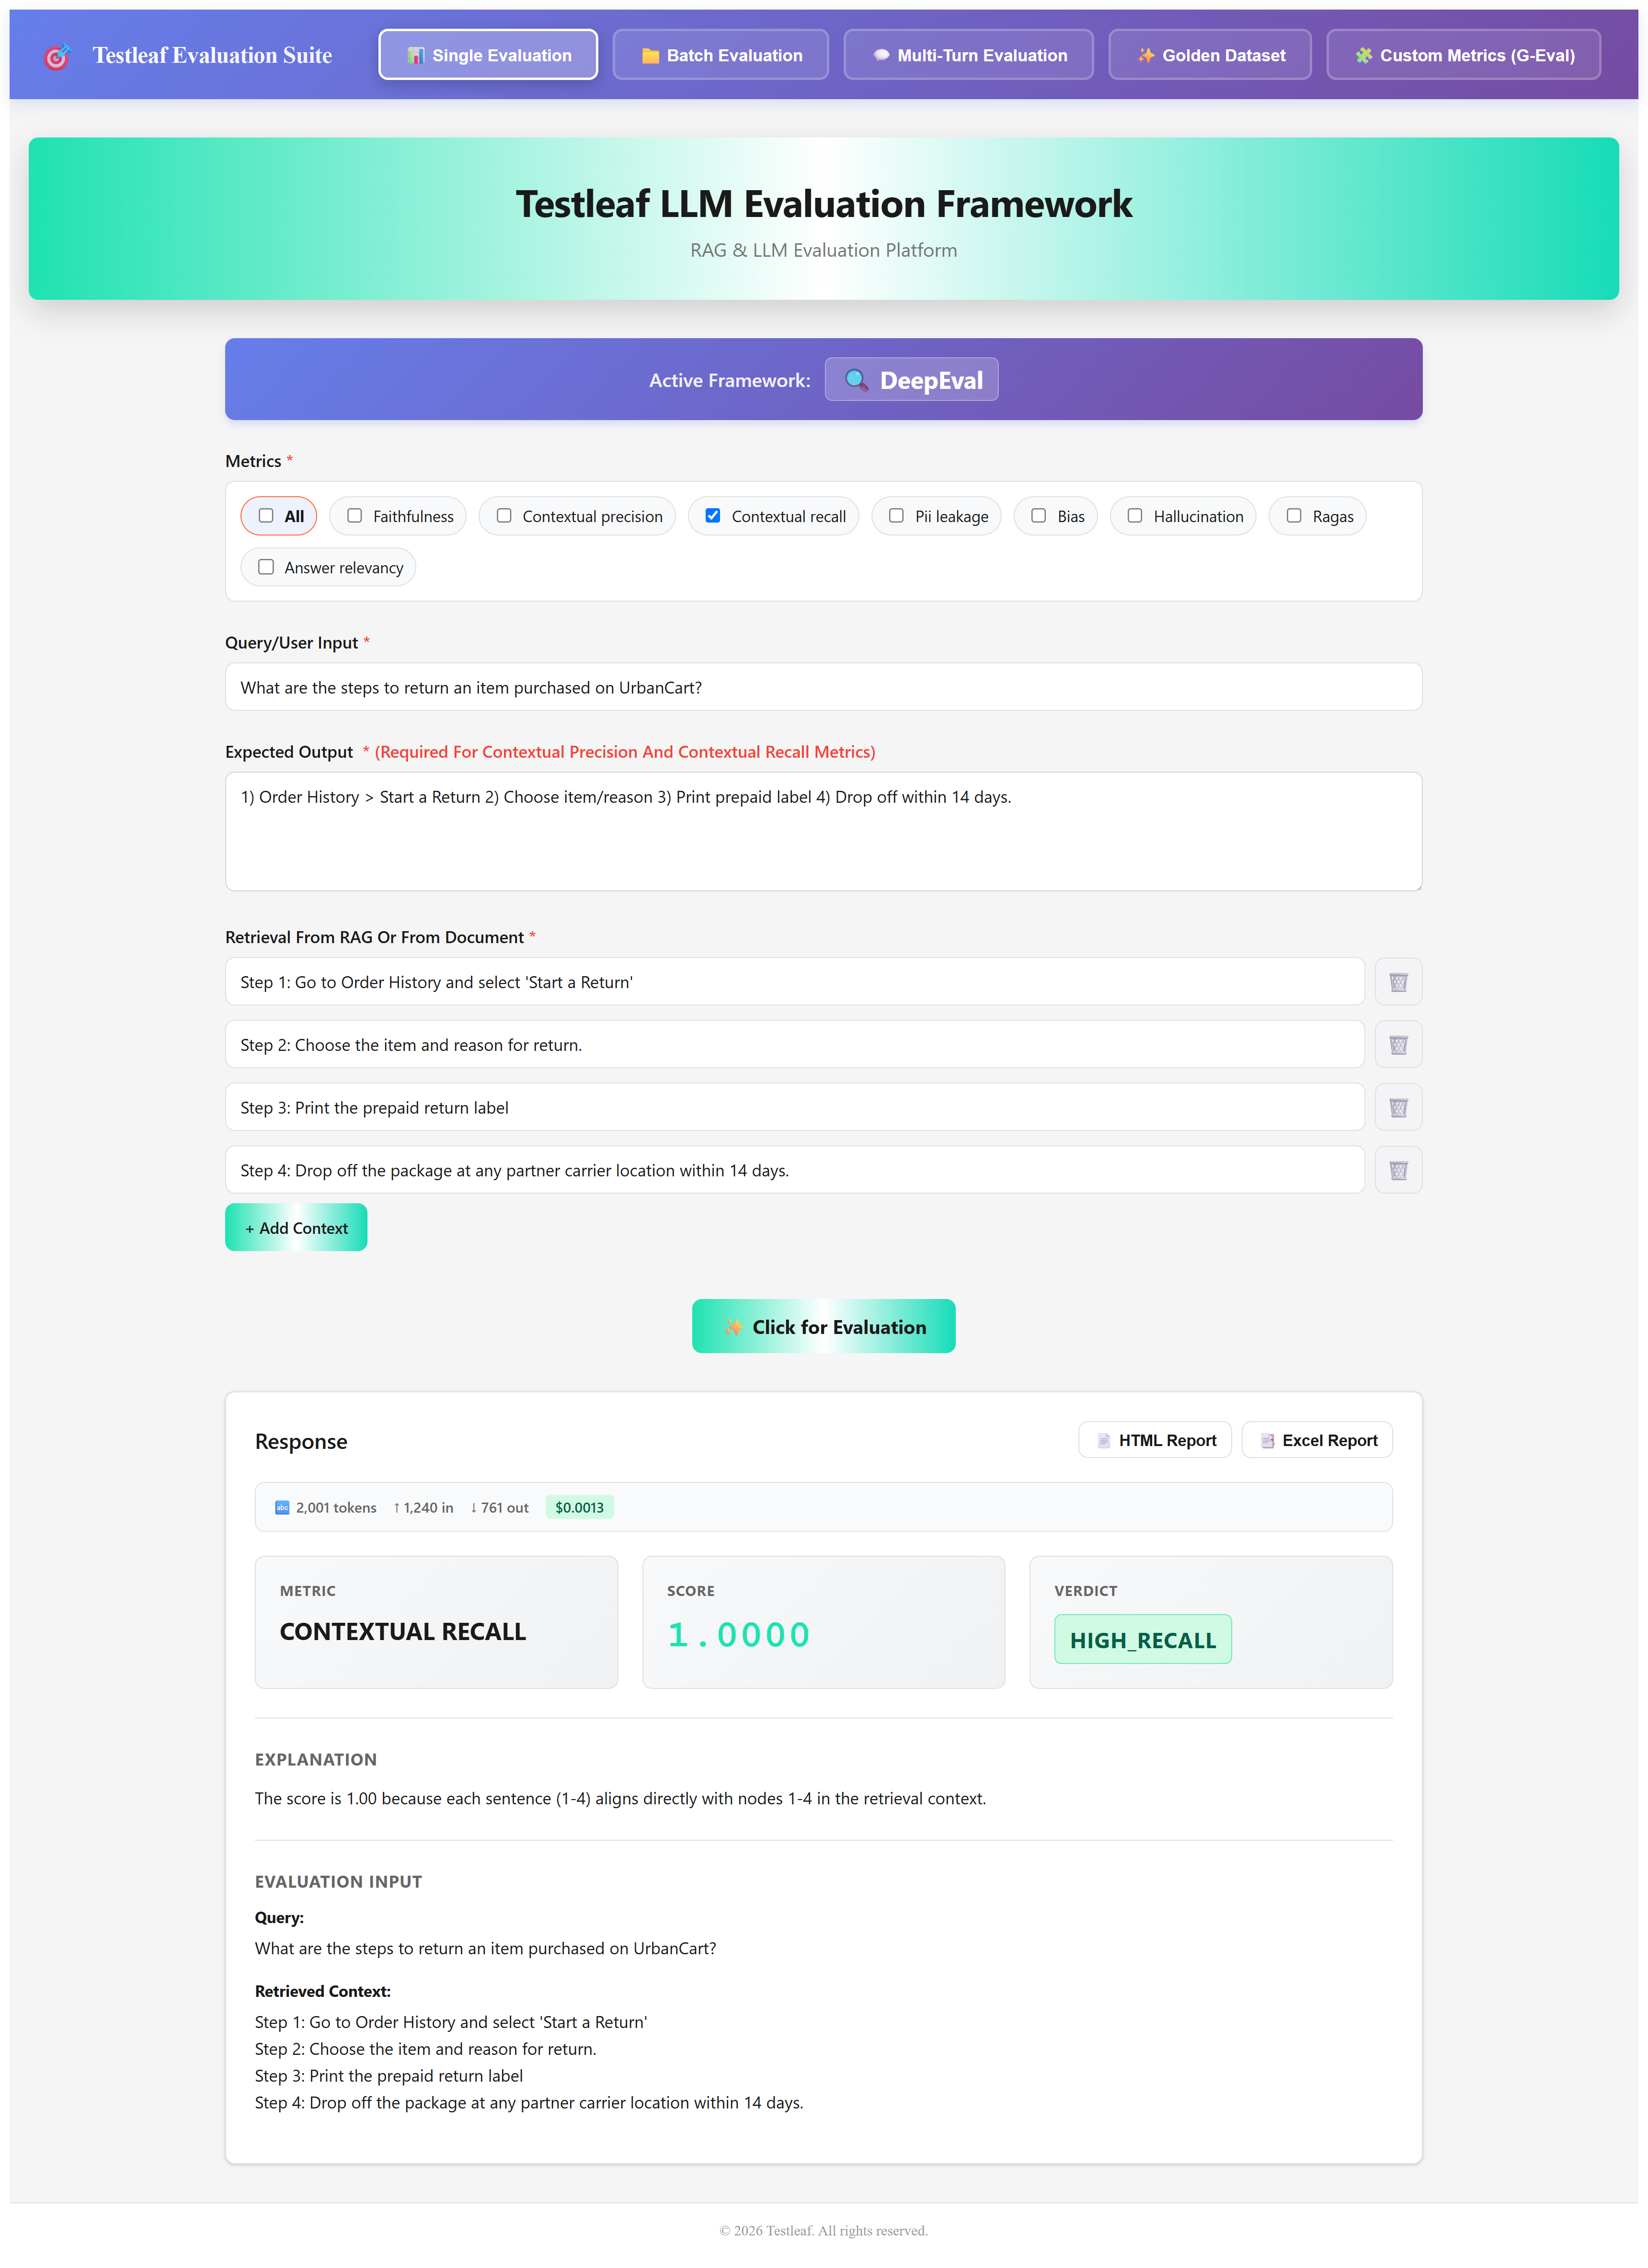 Testleaf Evaluation Suite
Single Evaluation
Batch Evaluation
Multi-Turn Evaluation
Golden Dataset
Custom Metrics (G-Eval)
Testleaf LLM Evaluation Framework
RAG & LLM Evaluation Platform
Active Framework: DeepEval
Metrics *
All
Faithfulness
Contextual precision
Contextual recall
Pii leakage
Bias
Hallucination
Ragas
Answer relevancy
Query/User Input *
What are the steps to return an item purchased on UrbanCart?
Expected Output * (Required For Contextual Precision And Contextual Recall Metrics)
1) Order History > Start a Return 2) Choose item/reason 3) Print prepaid label 4) Drop off within 14 days.
Retrieval From RAG Or From Document *
Step 1: Go to Order History and select 'Start a Return'
Step 2: Choose the item and reason for return.
Step 3: Print the prepaid return label
Step 4: Drop off the package at any partner carrier location within 14 days.
+ Add Context
✨ Click for Evaluation
Response
HTML Report
Excel Report
abc 2,001 tokens ↑ 1,240 in ↓ 761 out $0.0013
METRIC
CONTEXTUAL RECALL
SCORE
1.0000
VERDICT
HIGH_RECALL
EXPLANATION
The score is 1.00 because each sentence (1-4) aligns directly with nodes 1-4 in the retrieval context.
EVALUATION INPUT
Query:
What are the steps to return an item purchased on UrbanCart?
Retrieved Context:
Step 1: Go to Order History and select 'Start a Return'
Step 2: Choose the item and reason for return.
Step 3: Print the prepaid return label
Step 4: Drop off the package at any partner carrier location within 14 days.
© 2026 Testleaf. All rights reserved.